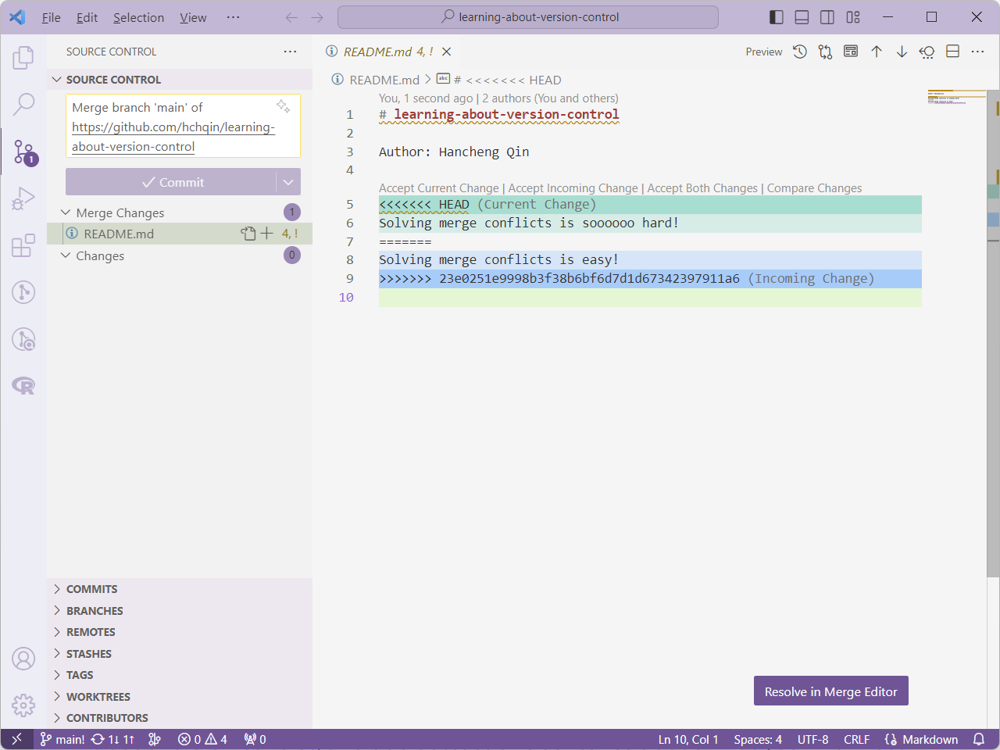 File Edit Selection View ··· learning-about-version-control
SOURCE CONTROL ···
SOURCE CONTROL
Merge branch 'main' of
https://github.com/hchqin/learning-
about-version-control
Commit
Merge Changes 1
README.md 4, !
Changes 0
COMMITS
BRANCHES
REMOTES
STASHES
TAGS
WORKTREES
CONTRIBUTORS
README.md 4, !
Preview
README.md > # <<<<<<< HEAD
You, 1 second ago | 2 authors (You and others)
1 # learning-about-version-control
2
3 Author: Hancheng Qin
4
Accept Current Change | Accept Incoming Change | Accept Both Changes | Compare Changes
5 <<<<<<< HEAD (Current Change)
6 Solving merge conflicts is soooooo hard!
7 =======
8 Solving merge conflicts is easy!
9 >>>>>>> 23e0251e9998b3f38b6bf6d7d1d67342397911a6 (Incoming Change)
10
Resolve in Merge Editor
main! 1↓ 1↑ 0 4 0 Ln 10, Col 1 Spaces: 4 UTF-8 CRLF Markdown